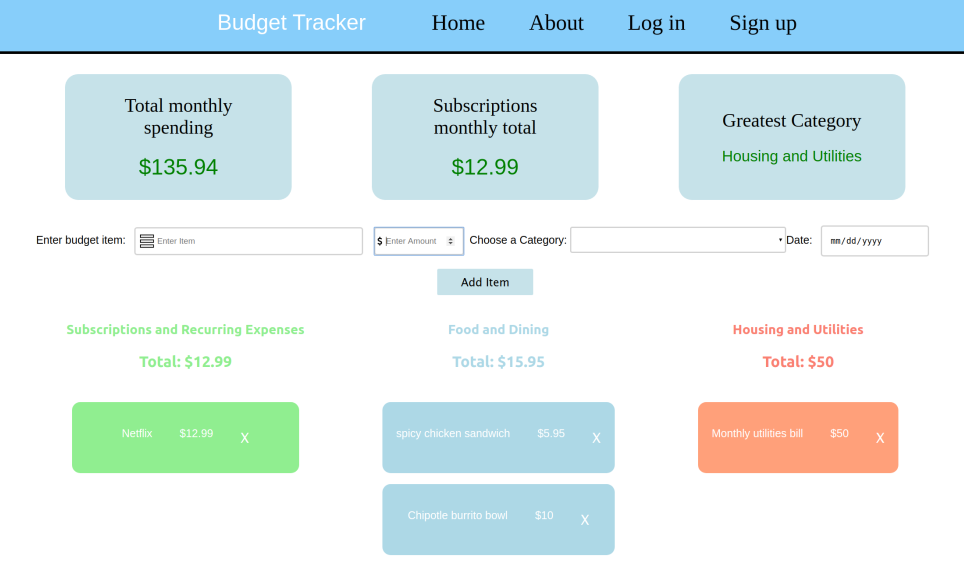 Budget Tracker Home About Log in Sign up
Total monthly
spending
$135.94
Subscriptions
monthly total
$12.99
Greatest Category
Housing and Utilities
Enter budget item: Enter Item $ Enter Amount Choose a Category: Date: mm/dd/yyyy
Add Item
Subscriptions and Recurring Expenses
Total: $12.99
Netflix $12.99 X
Food and Dining
Total: $15.95
spicy chicken sandwich $5.95 X
Chipotle burrito bowl $10 X
Housing and Utilities
Total: $50
Monthly utilities bill $50 X